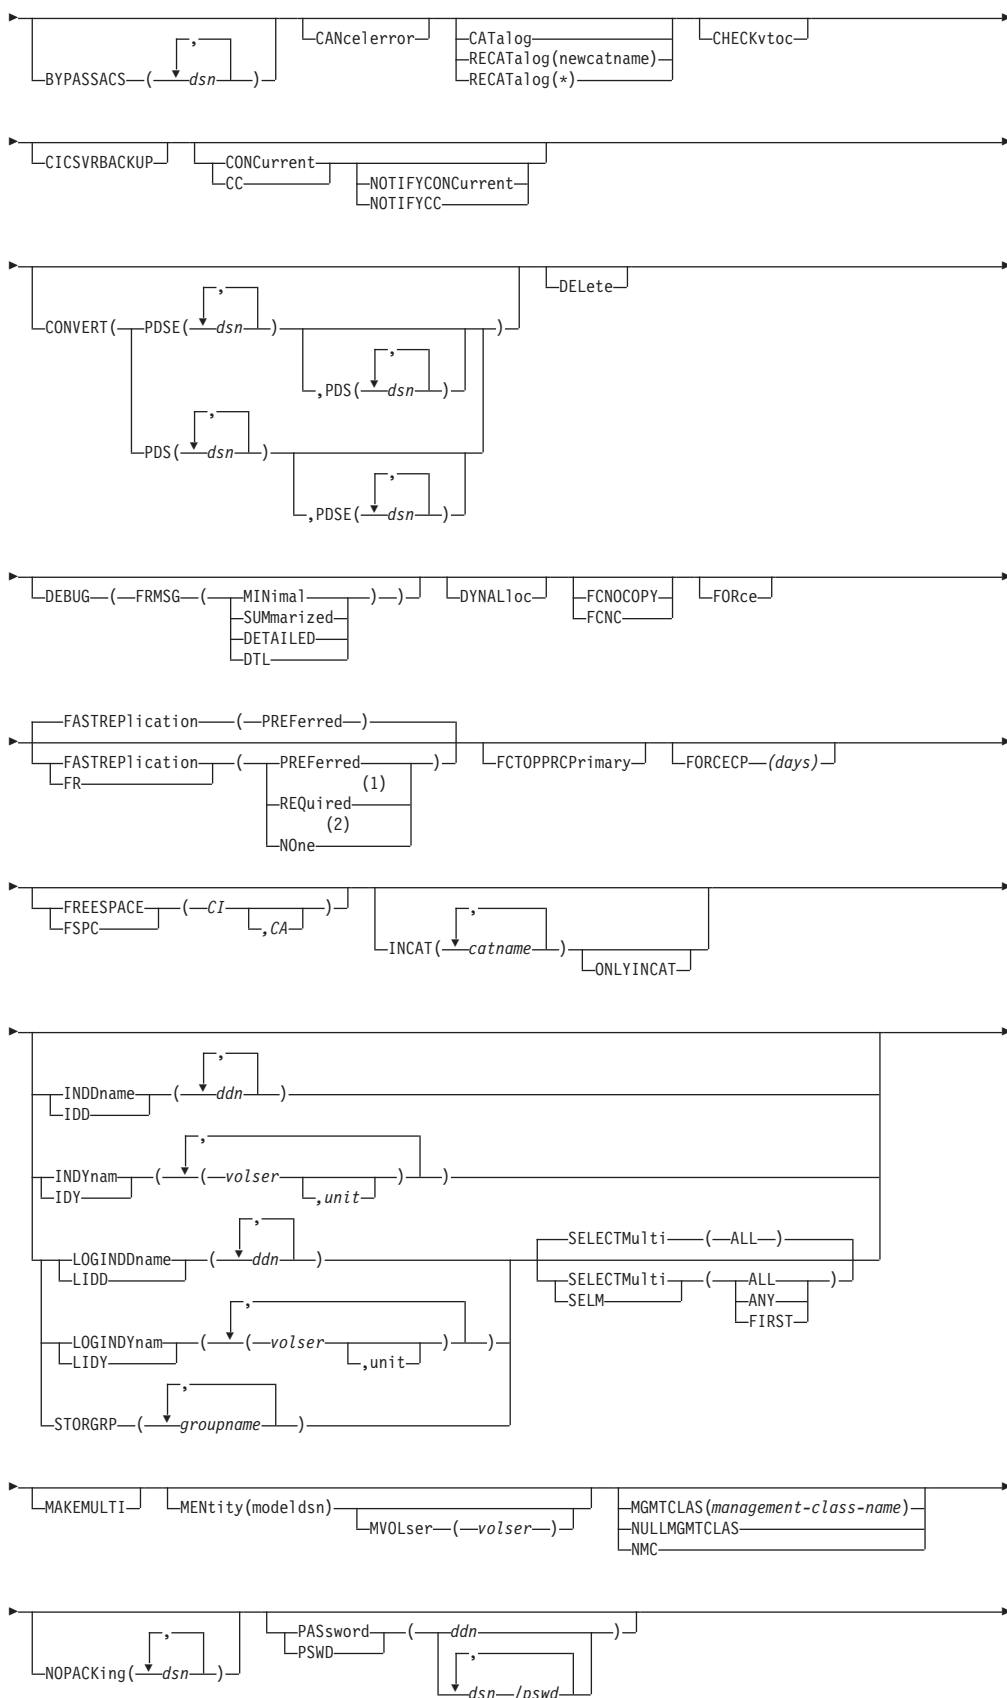 ,
BYPASSACS ( dsn )
CANcelerror
CATalog
RECATalog(newcatname)
RECATalog(*)
CHECKvtoc
CICSVRBACKUP
CONCurrent
CC
NOTIFYCONCurrent
NOTIFYCC
,
CONVERT( PDSE( dsn ) )
,
,PDS( dsn )
,
PDS( dsn )
,
,PDSE( dsn )
DELete
DEBUG ( FRMSG ( MINimal ) )
SUMmarized
DETAILED
DTL
DYNALloc
FCNOCOPY
FCNC
FORce
FASTREPlication ( PREFerred )
FASTREPlication ( PREFerred )
FR
(1)
REQuired
(2)
NOne
FCTOPPRCPrimary
FORCECP (days)
FREESPACE ( CI )
FSPC
,CA
,
INCAT( catname )
ONLYINCAT
,
INDDname ( ddn )
IDD
,
INDYnam ( ( volser ) )
IDY
,unit
,
LOGINDDname ( ddn )
LIDD
,
LOGINDYnam ( ( volser ) )
LIDY
,unit
,
STORGRP ( groupname )
SELECTMulti ( ALL )
SELECTMulti ( ALL )
SELM
ANY
FIRST
MAKEMULTI
MENtity(modeldsn)
MVOLser ( volser )
MGMTCLAS(management-class-name)
NULLMGMTCLAS
NMC
,
NOPACKing( dsn )
PASsword ( ddn )
PSWD
,
dsn /pswd